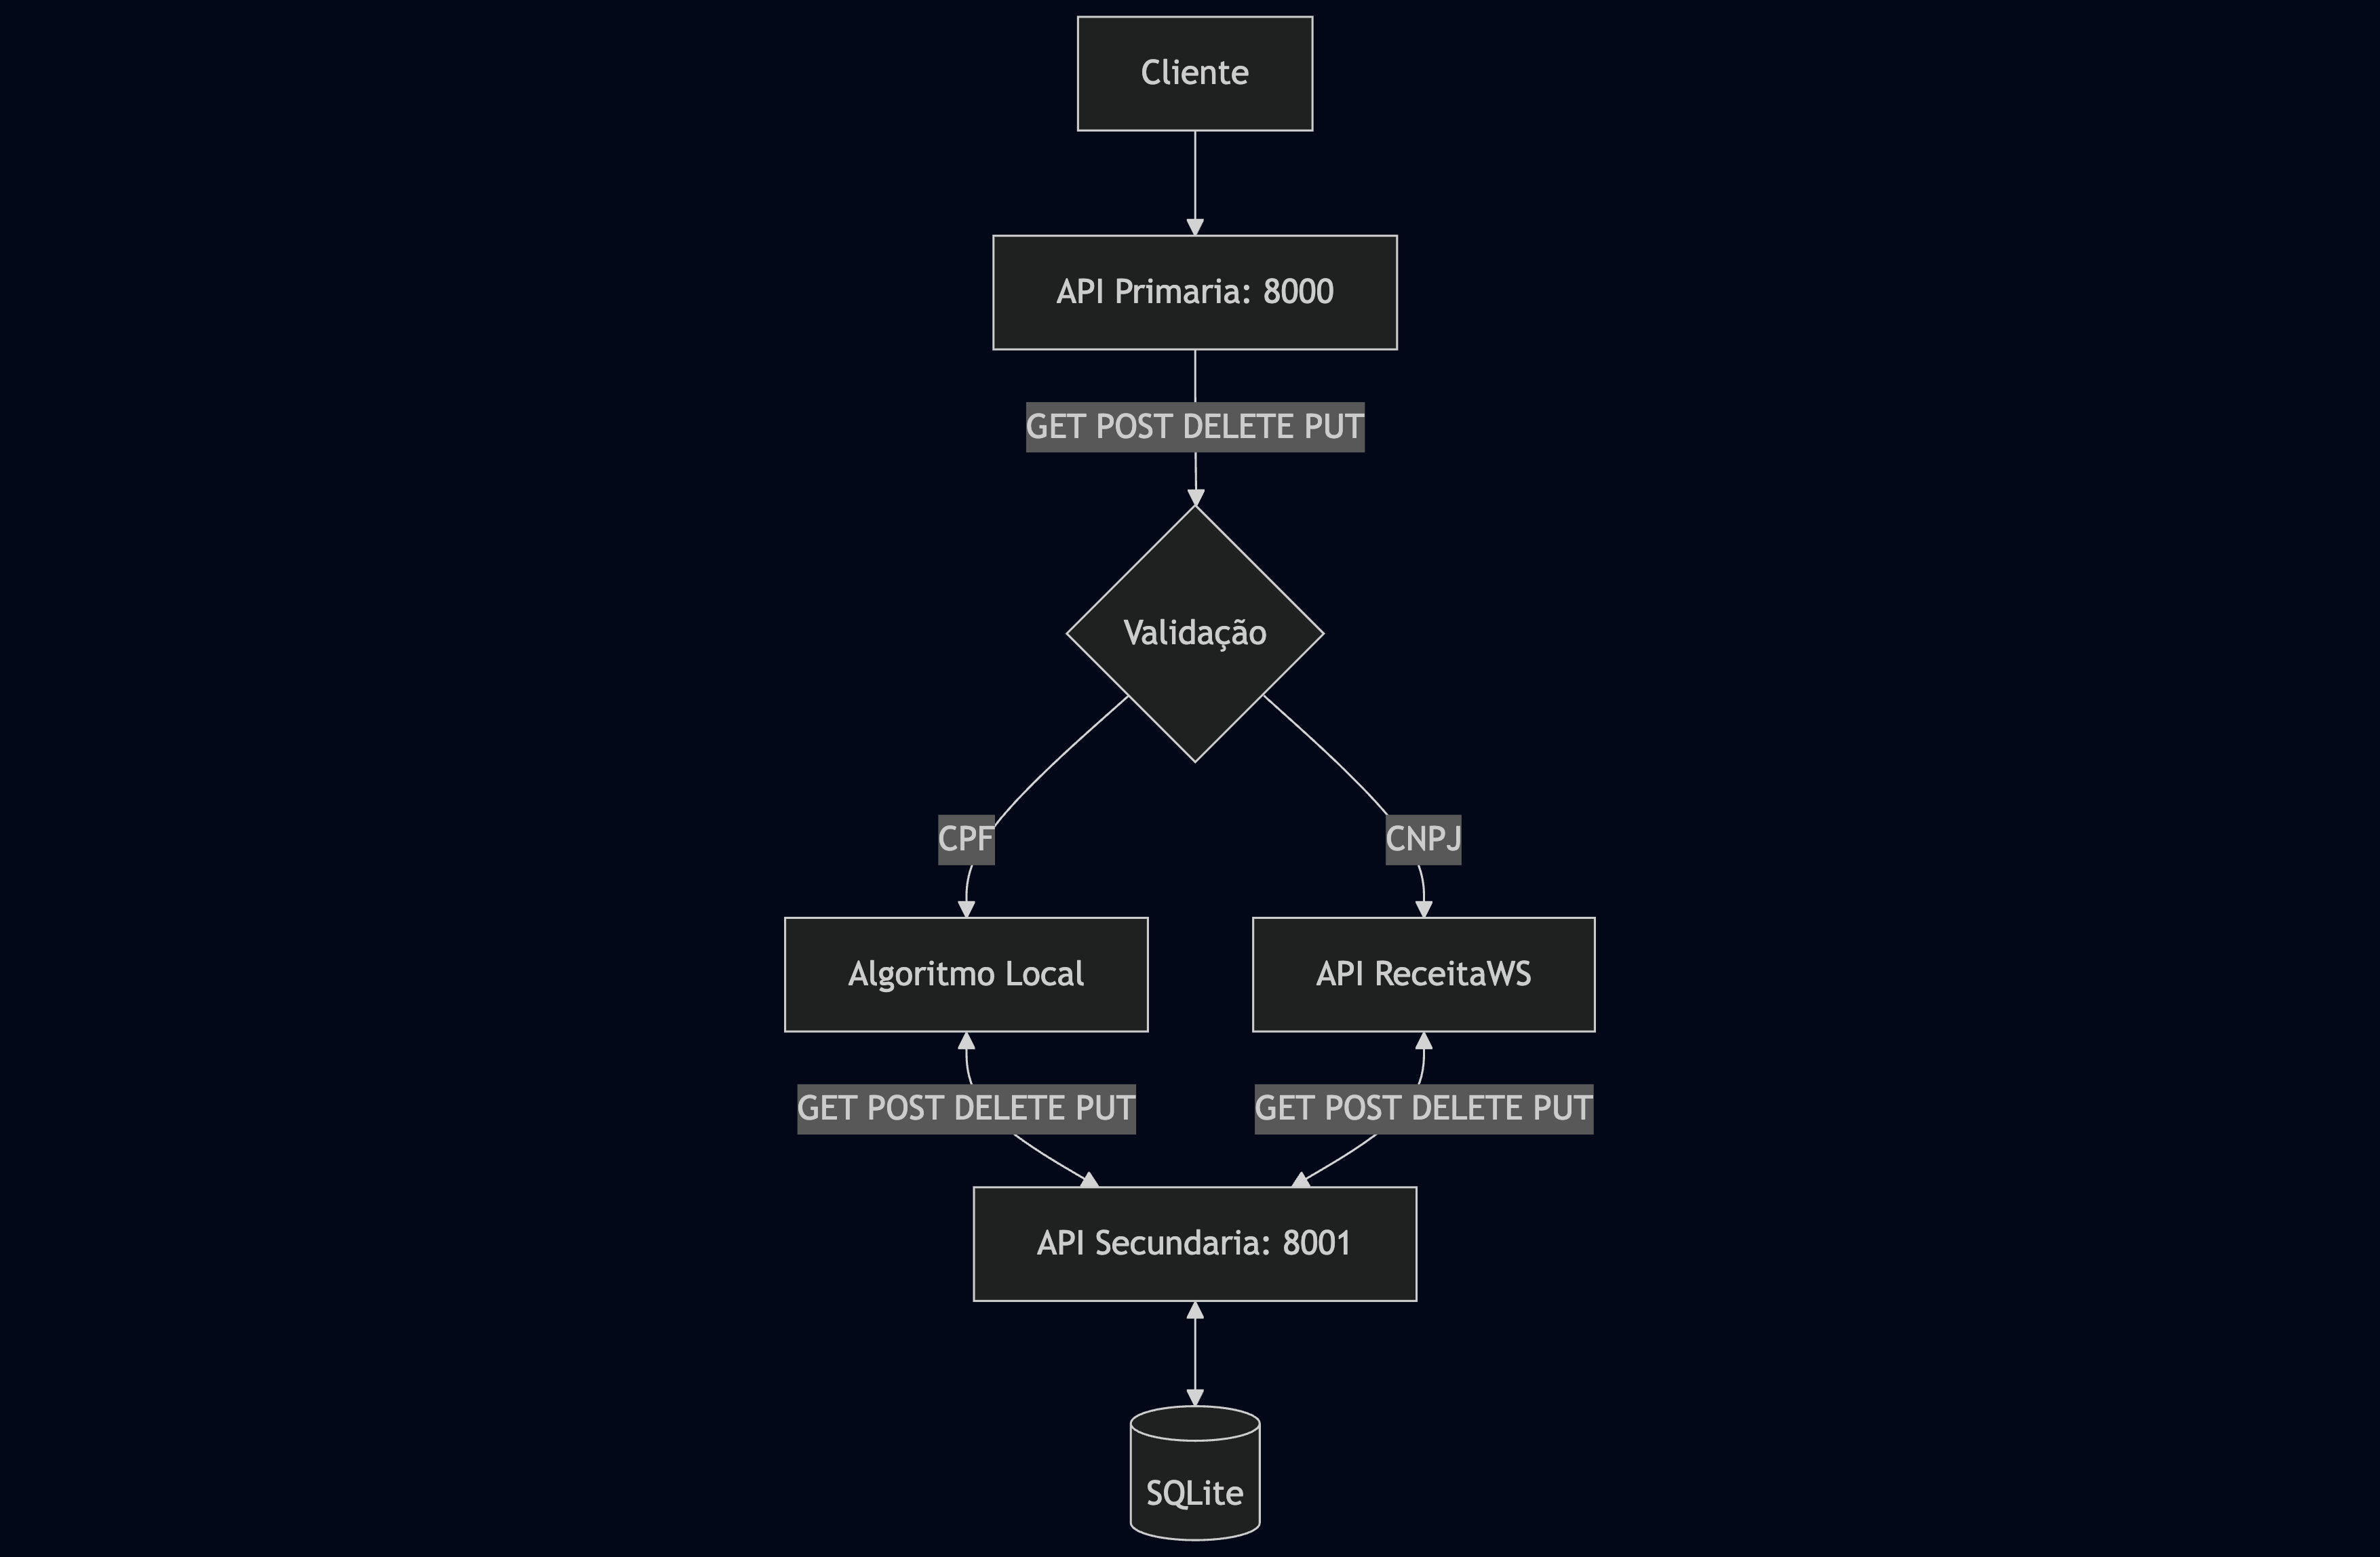 Cliente
API Primaria: 8000
GET POST DELETE PUT
Validação
CPF
CNPJ
Algoritmo Local
API ReceitaWS
GET POST DELETE PUT
GET POST DELETE PUT
API Secundaria: 8001
SQLite